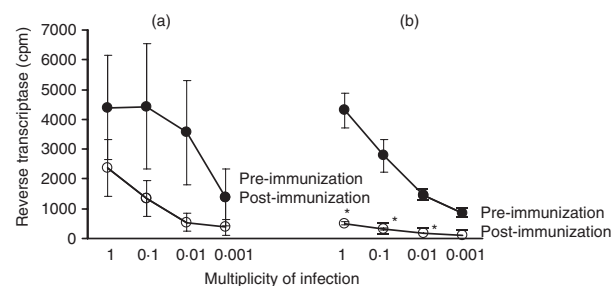 (a)
(b)
Reverse transcriptase (cpm)
7000
6000
5000
4000
3000
2000
1000
0
Pre-immunization
Post-immunization
*
*
*
Pre-immunization
Post-immunization
1 0·1 0·01 0·001
1 0·1 0·01 0·001
Multiplicity of infection